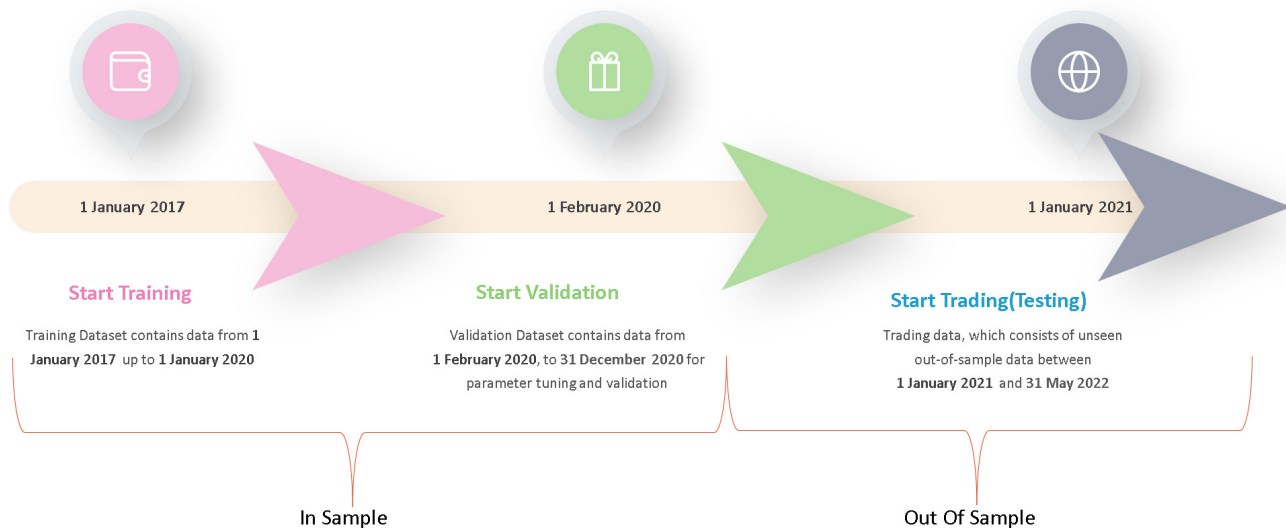 1 January 2017
1 February 2020
1 January 2021
Start Training
Training Dataset contains data from 1
January 2017 up to 1 January 2020
Start Validation
Validation Dataset contains data from
1 February 2020, to 31 December 2020 for
parameter tuning and validation
Start Trading(Testing)
Trading data, which consists of unseen
out-of-sample data between
1 January 2021 and 31 May 2022
In Sample
Out Of Sample